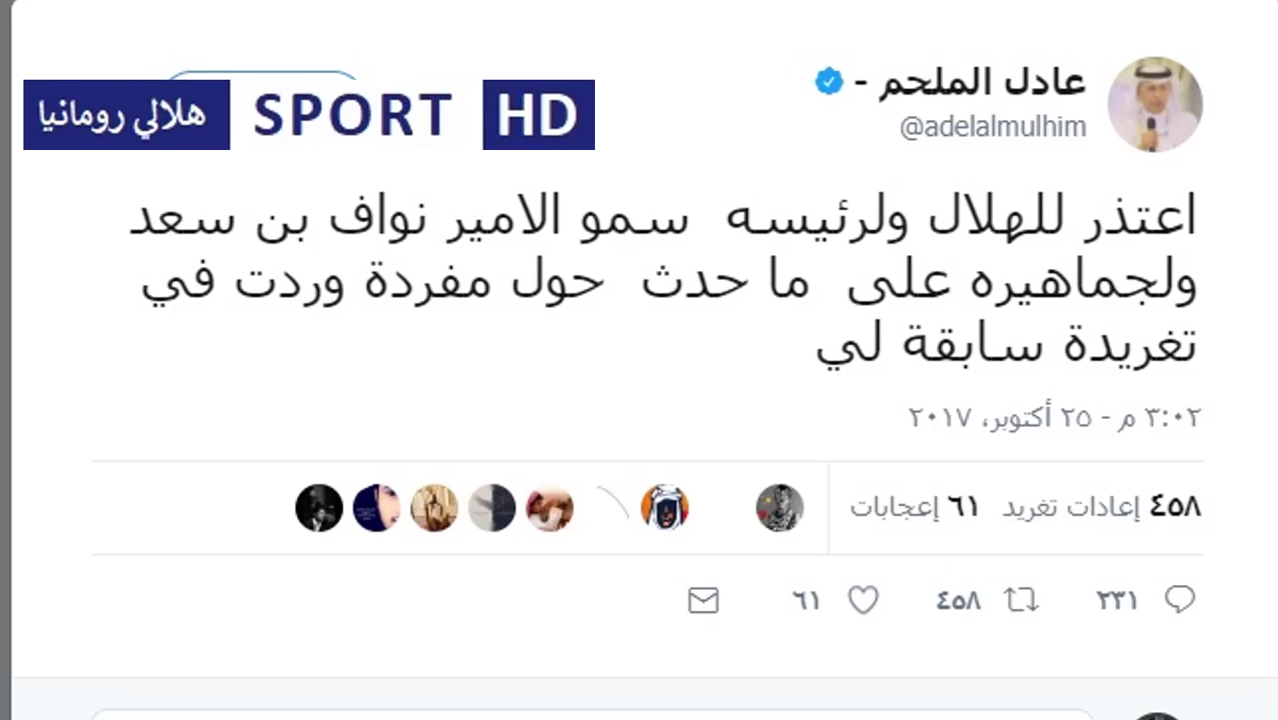 عادل الملحم -
@adelalmulhim
هلالي رومانيا SPORT HD
اعتذر للهلال ولرئيسه سمو الامير نواف بن سعد
ولجماهيره على ما حدث حول مفردة وردت في
تغريدة سابقة لي
٣:٠٢ م - ٢٥ أكتوبر، ٢٠١٧
٤٥٨ إعادات تغريد ٦١ إعجابات
٢٣١ ٤٥٨ ٦١